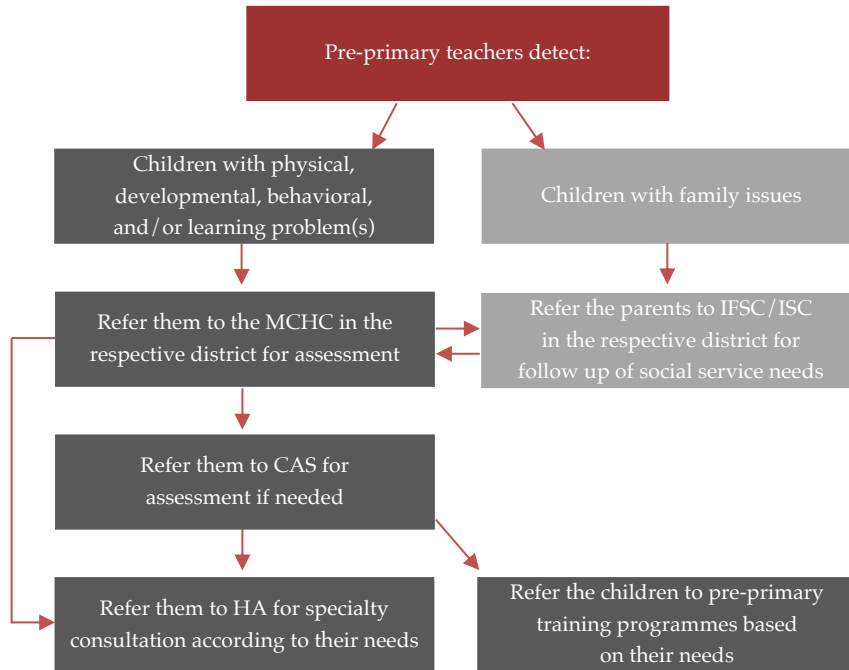 Pre-primary teachers detect:
Children with physical,
developmental, behavioral,
and/or learning problem(s)
Children with family issues
Refer them to the MCHC in the
respective district for assessment
Refer the parents to IFSC/ISC
in the respective district for
follow up of social service needs
Refer them to CAS for
assessment if needed
Refer them to HA for specialty
consultation according to their needs
Refer the children to pre-primary
training programmes based
on their needs